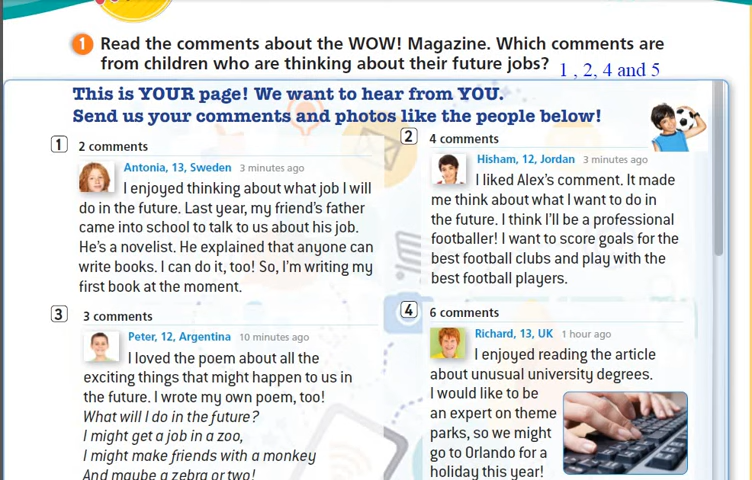 1 Read the comments about the WOW! Magazine. Which comments are
from children who are thinking about their future jobs? 1 , 2, 4 and 5
This is YOUR page! We want to hear from YOU.
Send us your comments and photos like the people below!
1 2 comments
Antonia, 13, Sweden 3 minutes ago
I enjoyed thinking about what job I will
do in the future. Last year, my friend's father
came into school to talk to us about his job.
He's a novelist. He explained that anyone can
write books. I can do it, too! So, I'm writing my
first book at the moment.
2 4 comments
Hisham, 12, Jordan 3 minutes ago
I liked Alex's comment. It made
me think about what I want to do in
the future. I think I'll be a professional
footballer! I want to score goals for the
best football clubs and play with the
best football players.
3 3 comments
Peter, 12, Argentina 10 minutes ago
I loved the poem about all the
exciting things that might happen to us in
the future. I wrote my own poem, too!
What will I do in the future?
I might get a job in a zoo,
I might make friends with a monkey
And maybe a zebra or two!
4 6 comments
Richard, 13, UK 1 hour ago
I enjoyed reading the article
about unusual university degrees.
I would like to be
an expert on theme
parks, so we might
go to Orlando for a
holiday this year!